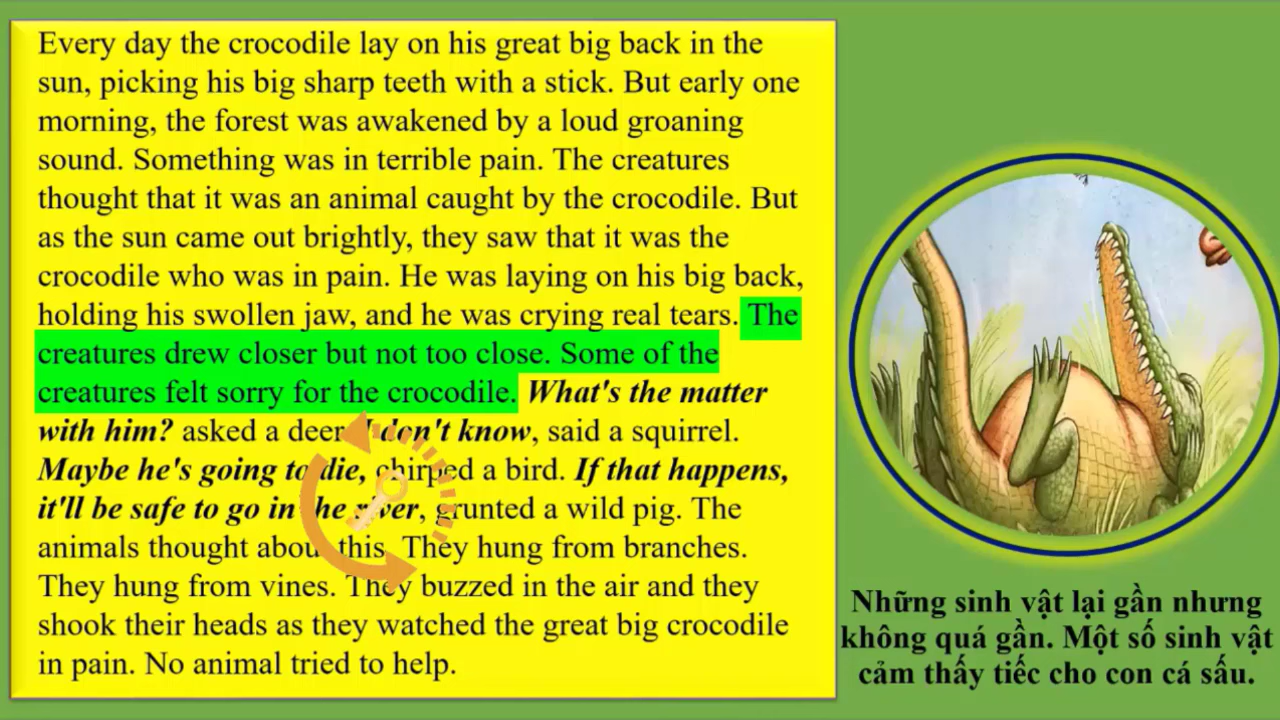 Every day the crocodile lay on his great big back in the
sun, picking his big sharp teeth with a stick. But early one
morning, the forest was awakened by a loud groaning
sound. Something was in terrible pain. The creatures
thought that it was an animal caught by the crocodile. But
as the sun came out brightly, they saw that it was the
crocodile who was in pain. He was laying on his big back,
holding his swollen jaw, and he was crying real tears. The
creatures drew closer but not too close. Some of the
creatures felt sorry for the crocodile. What's the matter
with him? asked a deer. I don't know, said a squirrel.
Maybe he's going to die, chirped a bird. If that happens,
it'll be safe to go in the river, grunted a wild pig. The
animals thought about this. They hung from branches.
They hung from vines. They buzzed in the air and they
shook their heads as they watched the great big crocodile
in pain. No animal tried to help.
Những sinh vật lại gần nhưng
không quá gần. Một số sinh vật
cảm thấy tiếc cho con cá sấu.